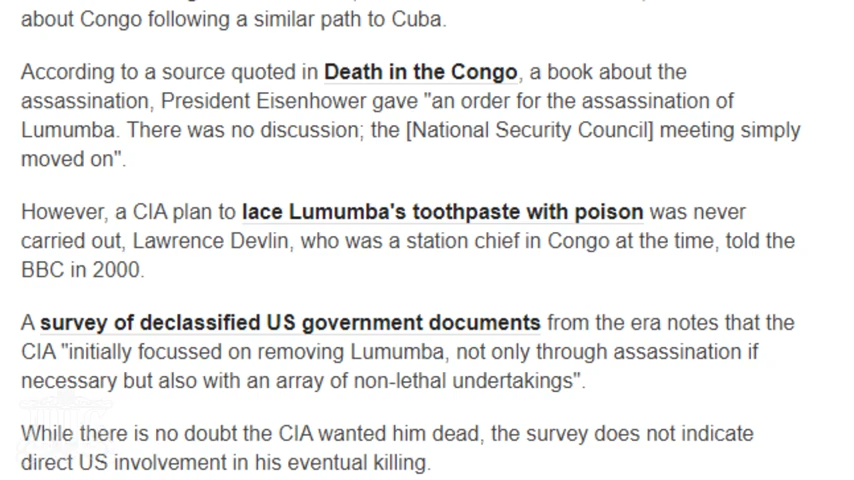 about Congo following a similar path to Cuba.
According to a source quoted in Death in the Congo, a book about the
assassination, President Eisenhower gave "an order for the assassination of
Lumumba. There was no discussion; the [National Security Council] meeting simply
moved on".
However, a CIA plan to lace Lumumba's toothpaste with poison was never
carried out, Lawrence Devlin, who was a station chief in Congo at the time, told the
BBC in 2000.
A survey of declassified US government documents from the era notes that the
CIA "initially focussed on removing Lumumba, not only through assassination if
necessary but also with an array of non-lethal undertakings".
While there is no doubt the CIA wanted him dead, the survey does not indicate
direct US involvement in his eventual killing.